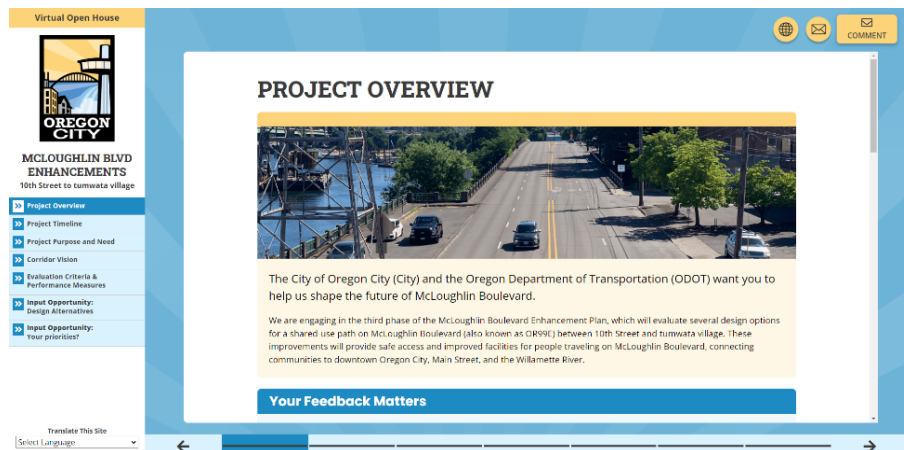 Virtual Open House
OREGON
CITY
MCLOUGHLIN BLVD
ENHANCEMENTS
10th Street to tumwata village
Project Overview
Project Timeline
Project Purpose and Need
Corridor Vision
Evaluation Criteria &
Performance Measures
Input Opportunity:
Design Alternatives
Input Opportunity:
Your priorities?
Translate This Site
Select Language
COMMENT
PROJECT OVERVIEW
The City of Oregon City (City) and the Oregon Department of Transportation (ODOT) want you to
help us shape the future of McLoughlin Boulevard.
We are engaging in the third phase of the McLoughlin Boulevard Enhancement Plan, which will evaluate several design options
for a shared use path on McLoughlin Boulevard (also known as OR99E) between 10th Street and tumwata village. These
improvements will provide safe access and improved facilities for people traveling on McLoughlin Boulevard, connecting
communities to downtown Oregon City, Main Street, and the Willamette River.
Your Feedback Matters